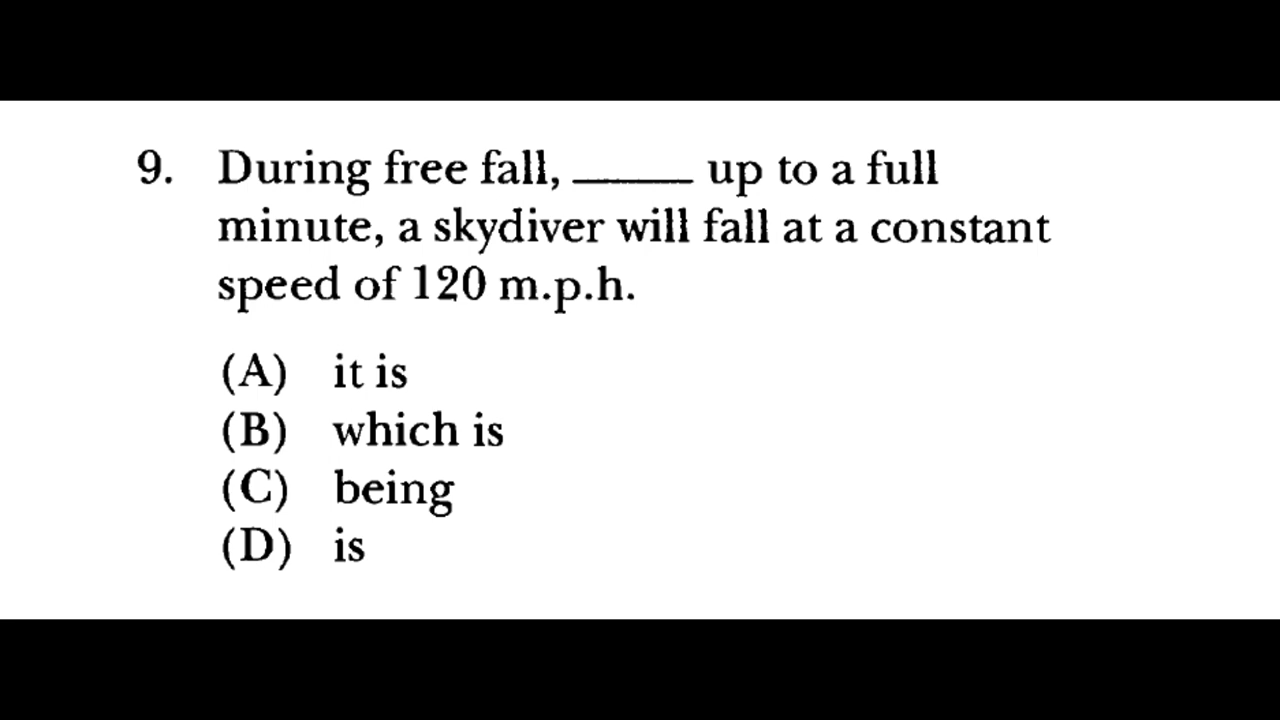 9. During free fall, ______ up to a full
minute, a skydiver will fall at a constant
speed of 120 m.p.h.
(A) it is
(B) which is
(C) being
(D) is